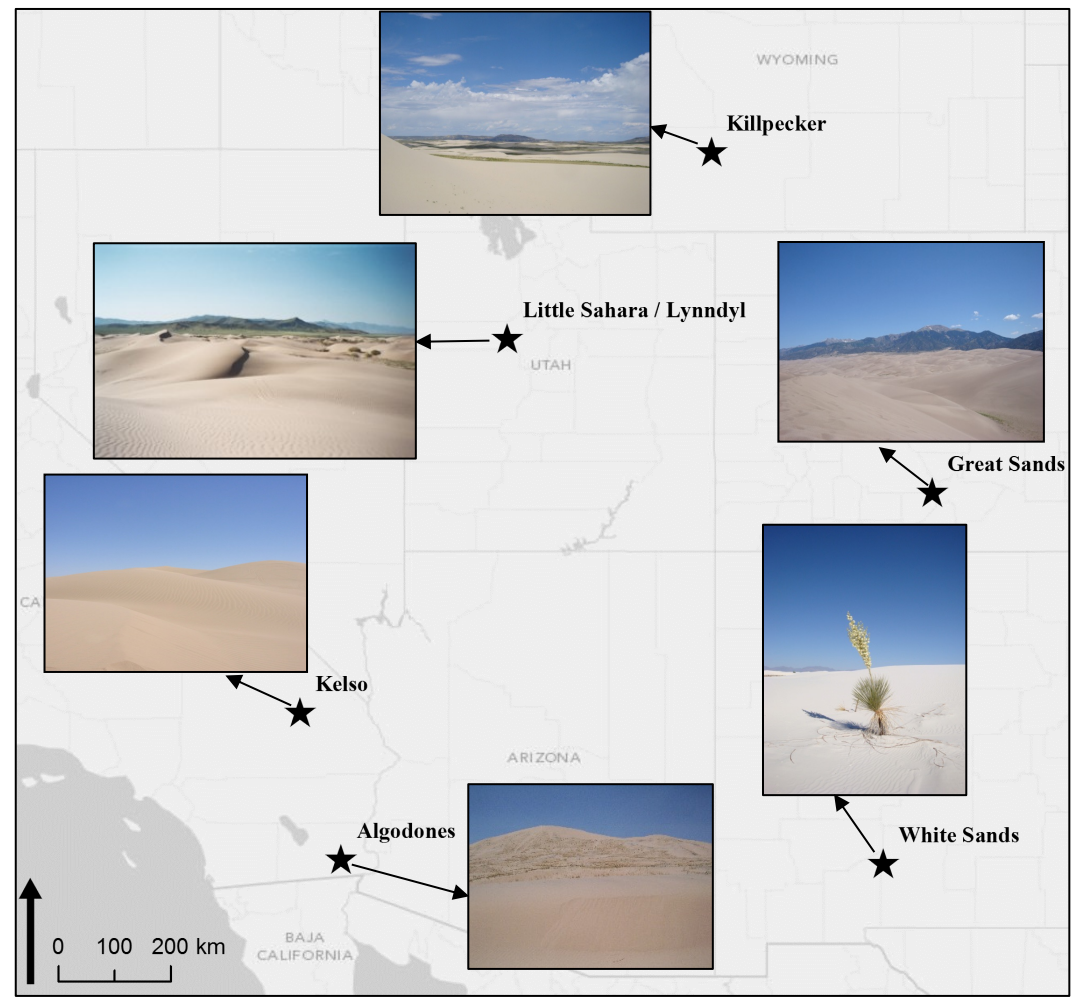 WYOMING
Killpecker
Little Sahara / Lynndyl
UTAH
Great Sands
CA
Kelso
ARIZONA
Algodones
White Sands
BAJA
CALIFORNIA
0 100 200 km